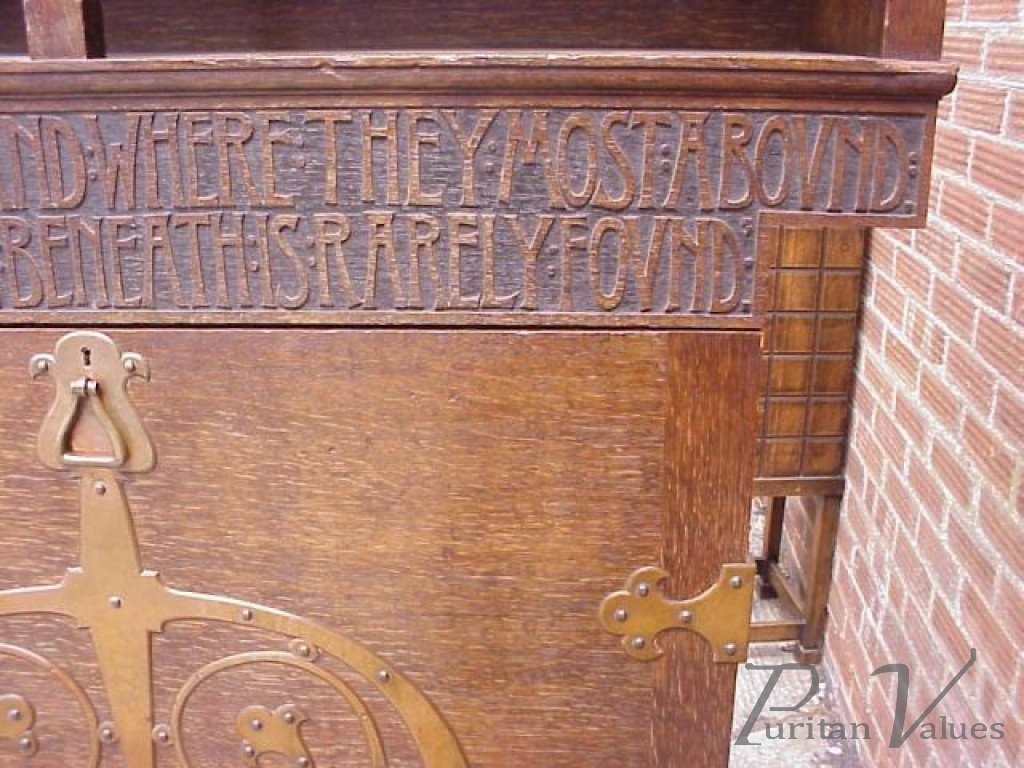 ND·WHERE·THEY·MOST·ABOVND·
BENEATH·IS·RARELY·FOVND·
Puritan Values